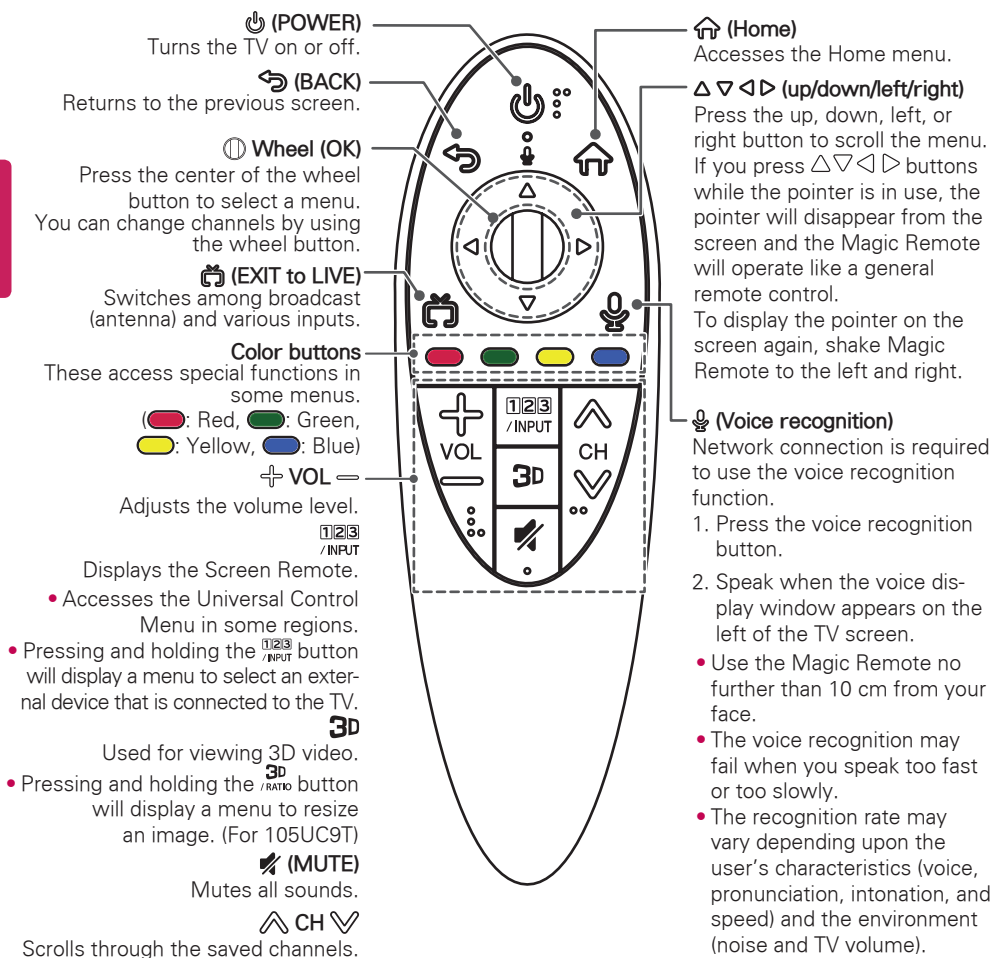 (POWER)
Turns the TV on or off.
(BACK)
Returns to the previous screen.
Wheel (OK)
Press the center of the wheel
button to select a menu.
You can change channels by using
the wheel button.
(EXIT to LIVE)
Switches among broadcast
(antenna) and various inputs.
Color buttons
These access special functions in
some menus.
( : Red, : Green,
: Yellow, : Blue)
+ VOL −
Adjusts the volume level.
123
/ INPUT
Displays the Screen Remote.
• Accesses the Universal Control
Menu in some regions.
• Pressing and holding the 123 / INPUT button
will display a menu to select an exter-
nal device that is connected to the TV.
3D
Used for viewing 3D video.
• Pressing and holding the 3D / RATIO button
will display a menu to resize
an image. (For 105UC9T)
(MUTE)
Mutes all sounds.
CH
Scrolls through the saved channels.
+
VOL
−
123
/ INPUT
3D
CH
(Home)
Accesses the Home menu.
△ ▽ ◁ ▷ (up/down/left/right)
Press the up, down, left, or
right button to scroll the menu.
If you press △▽◁ ▷ buttons
while the pointer is in use, the
pointer will disappear from the
screen and the Magic Remote
will operate like a general
remote control.
To display the pointer on the
screen again, shake Magic
Remote to the left and right.
(Voice recognition)
Network connection is required
to use the voice recognition
function.
1. Press the voice recognition
button.
2. Speak when the voice dis-
play window appears on the
left of the TV screen.
• Use the Magic Remote no
further than 10 cm from your
face.
• The voice recognition may
fail when you speak too fast
or too slowly.
• The recognition rate may
vary depending upon the
user's characteristics (voice,
pronunciation, intonation, and
speed) and the environment
(noise and TV volume).